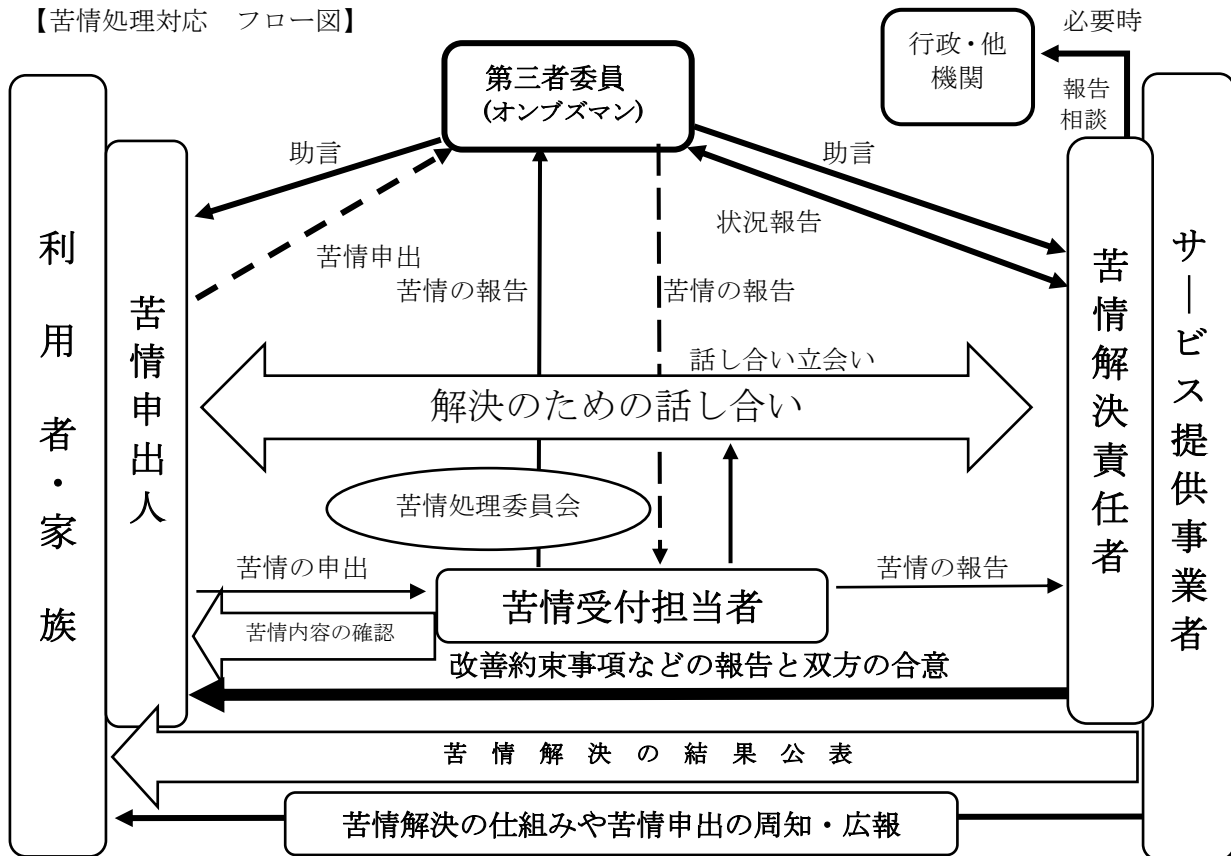 【苦情処理対応　フロー図】
必要時
行政・他
機関
第三者委員
(オンブズマン)
報告
相談
助言
助言
状況報告
苦情申出
苦情の報告
苦情の報告
利用者・家族
苦情申出人
苦情解決責任者
サービス提供事業者
話し合い立会い
解決のための話し合い
苦情処理委員会
苦情の申出
苦情の報告
苦情受付担当者
苦情内容の確認
改善約束事項などの報告と双方の合意
苦情解決の結果公表
苦情解決の仕組みや苦情申出の周知・広報